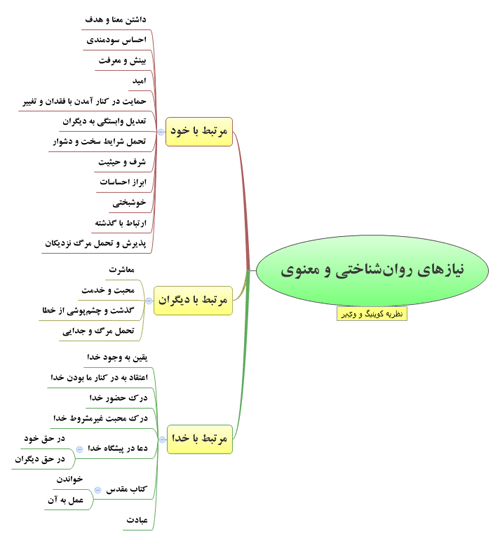 نیازهای روان‌شناختی و معنوی
نظریه کوینیگ و ویور
مرتبط با خود
داشتن معنا و هدف
احساس سودمندی
بینش و معرفت
امید
حمایت در کنار آمدن با فقدان و تغییر
تعدیل وابستگی به دیگران
تحمل شرایط سخت و دشوار
شرف و حیثیت
ابراز احساسات
خوشبختی
ارتباط با گذشته
پذیرش و تحمل مرگ نزدیکان
مرتبط با دیگران
معاشرت
محبت و خدمت
گذشت و چشم‌پوشی از خطا
تحمل مرگ و جدایی
مرتبط با خدا
یقین به وجود خدا
اعتقاد به در کنار ما بودن خدا
درک حضور خدا
درک محبت غیرمشروط خدا
دعا در پیشگاه خدا
در حق خود
در حق دیگران
کتاب مقدس
خواندن
عمل به آن
عبادت